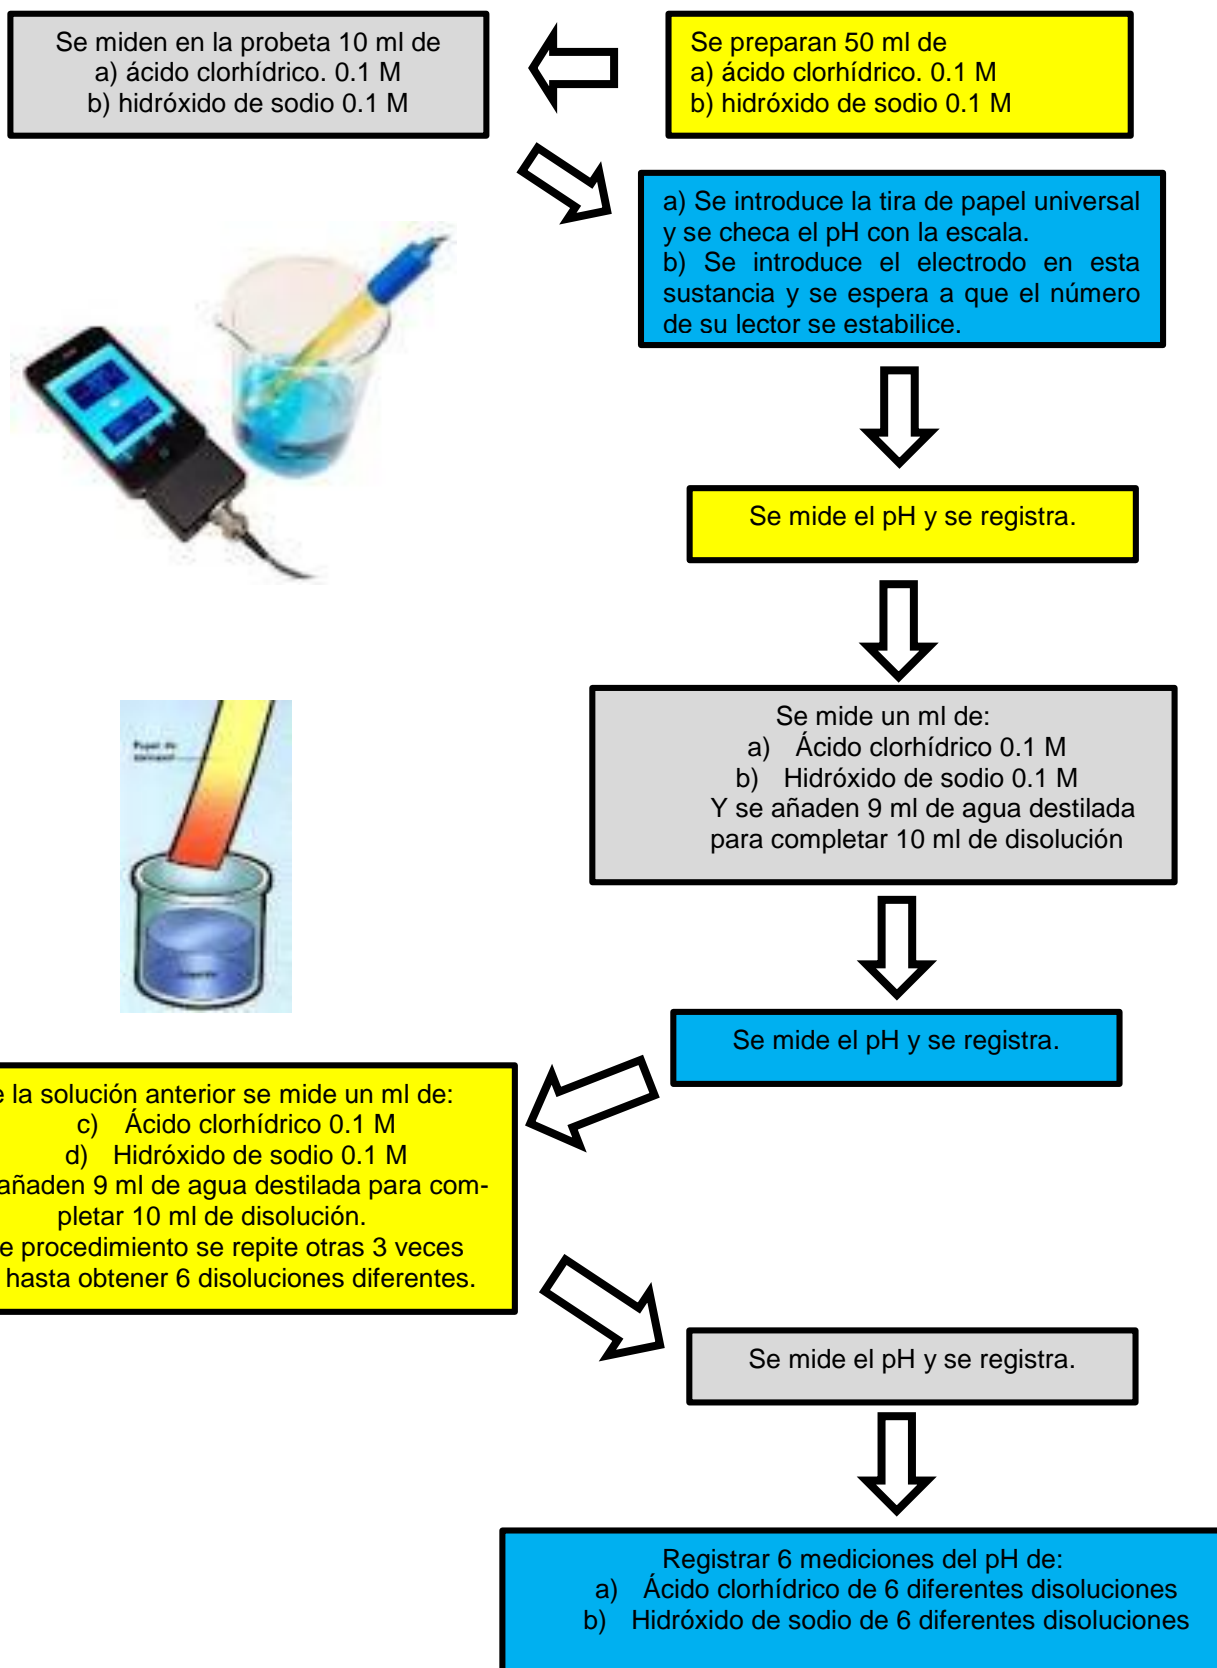 Se preparan 50 ml de
a) ácido clorhídrico. 0.1 M
b) hidróxido de sodio 0.1 M
Se miden en la probeta 10 ml de
a) ácido clorhídrico. 0.1 M
b) hidróxido de sodio 0.1 M
a) Se introduce la tira de papel universal
y se checa el pH con la escala.
b) Se introduce el electrodo en esta
sustancia y se espera a que el número
de su lector se estabilice.
Se mide el pH y se registra.
Se mide un ml de:
a) Ácido clorhídrico 0.1 M
b) Hidróxido de sodio 0.1 M
Y se añaden 9 ml de agua destilada
para completar 10 ml de disolución
Se mide el pH y se registra.
e la solución anterior se mide un ml de:
c) Ácido clorhídrico 0.1 M
d) Hidróxido de sodio 0.1 M
añaden 9 ml de agua destilada para com-
pletar 10 ml de disolución.
e procedimiento se repite otras 3 veces
hasta obtener 6 disoluciones diferentes.
Se mide el pH y se registra.
Registrar 6 mediciones del pH de:
a) Ácido clorhídrico de 6 diferentes disoluciones
b) Hidróxido de sodio de 6 diferentes disoluciones